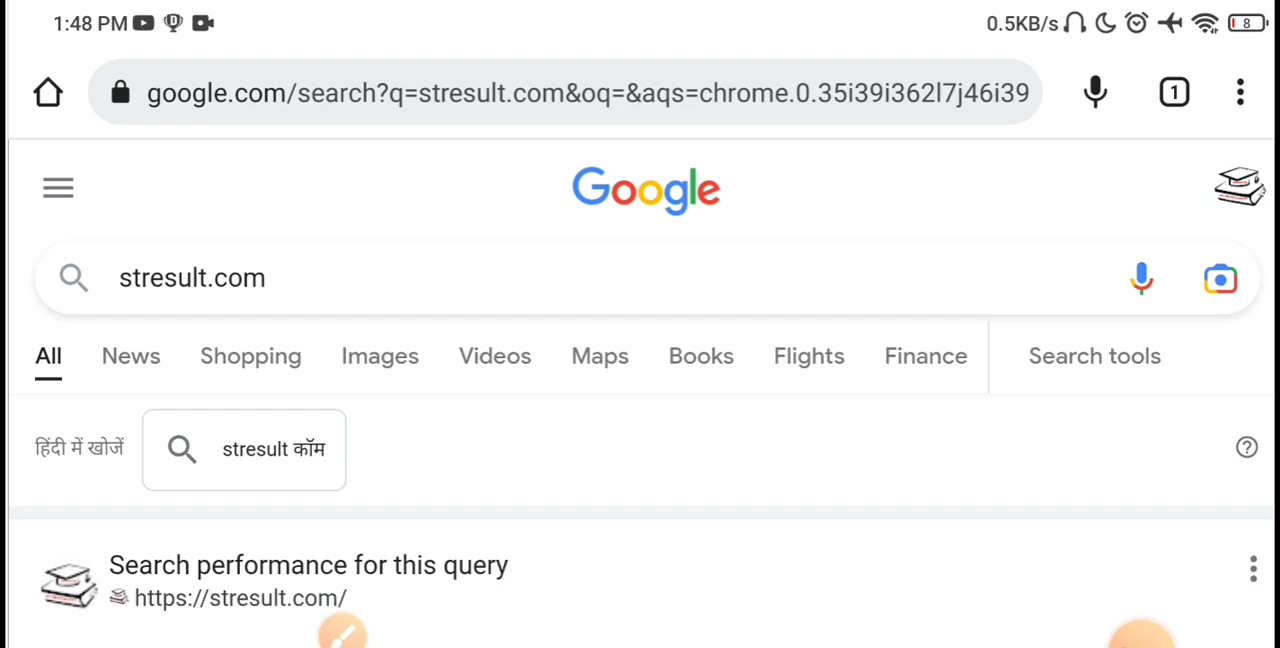 1:48 PM 0.5KB/s 8
google.com/search?q=stresult.com&oq=&aqs=chrome.0.35i39i362l7j46i39 1
Google
stresult.com
All News Shopping Images Videos Maps Books Flights Finance Search tools
हिंदी में खोजें stresult कॉम
Search performance for this query
https://stresult.com/